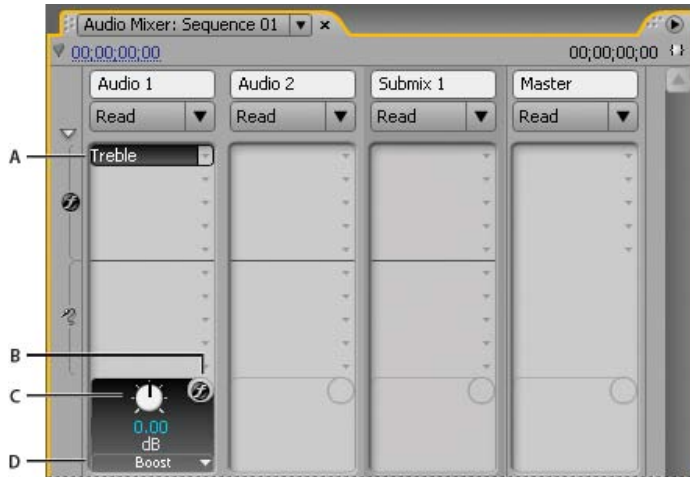 Audio Mixer: Sequence 01
00;00;00;00 00;00;00;00
Audio 1 Audio 2 Submix 1 Master
Read Read Read Read
A Treble
B
C
0.00
dB
D Boost